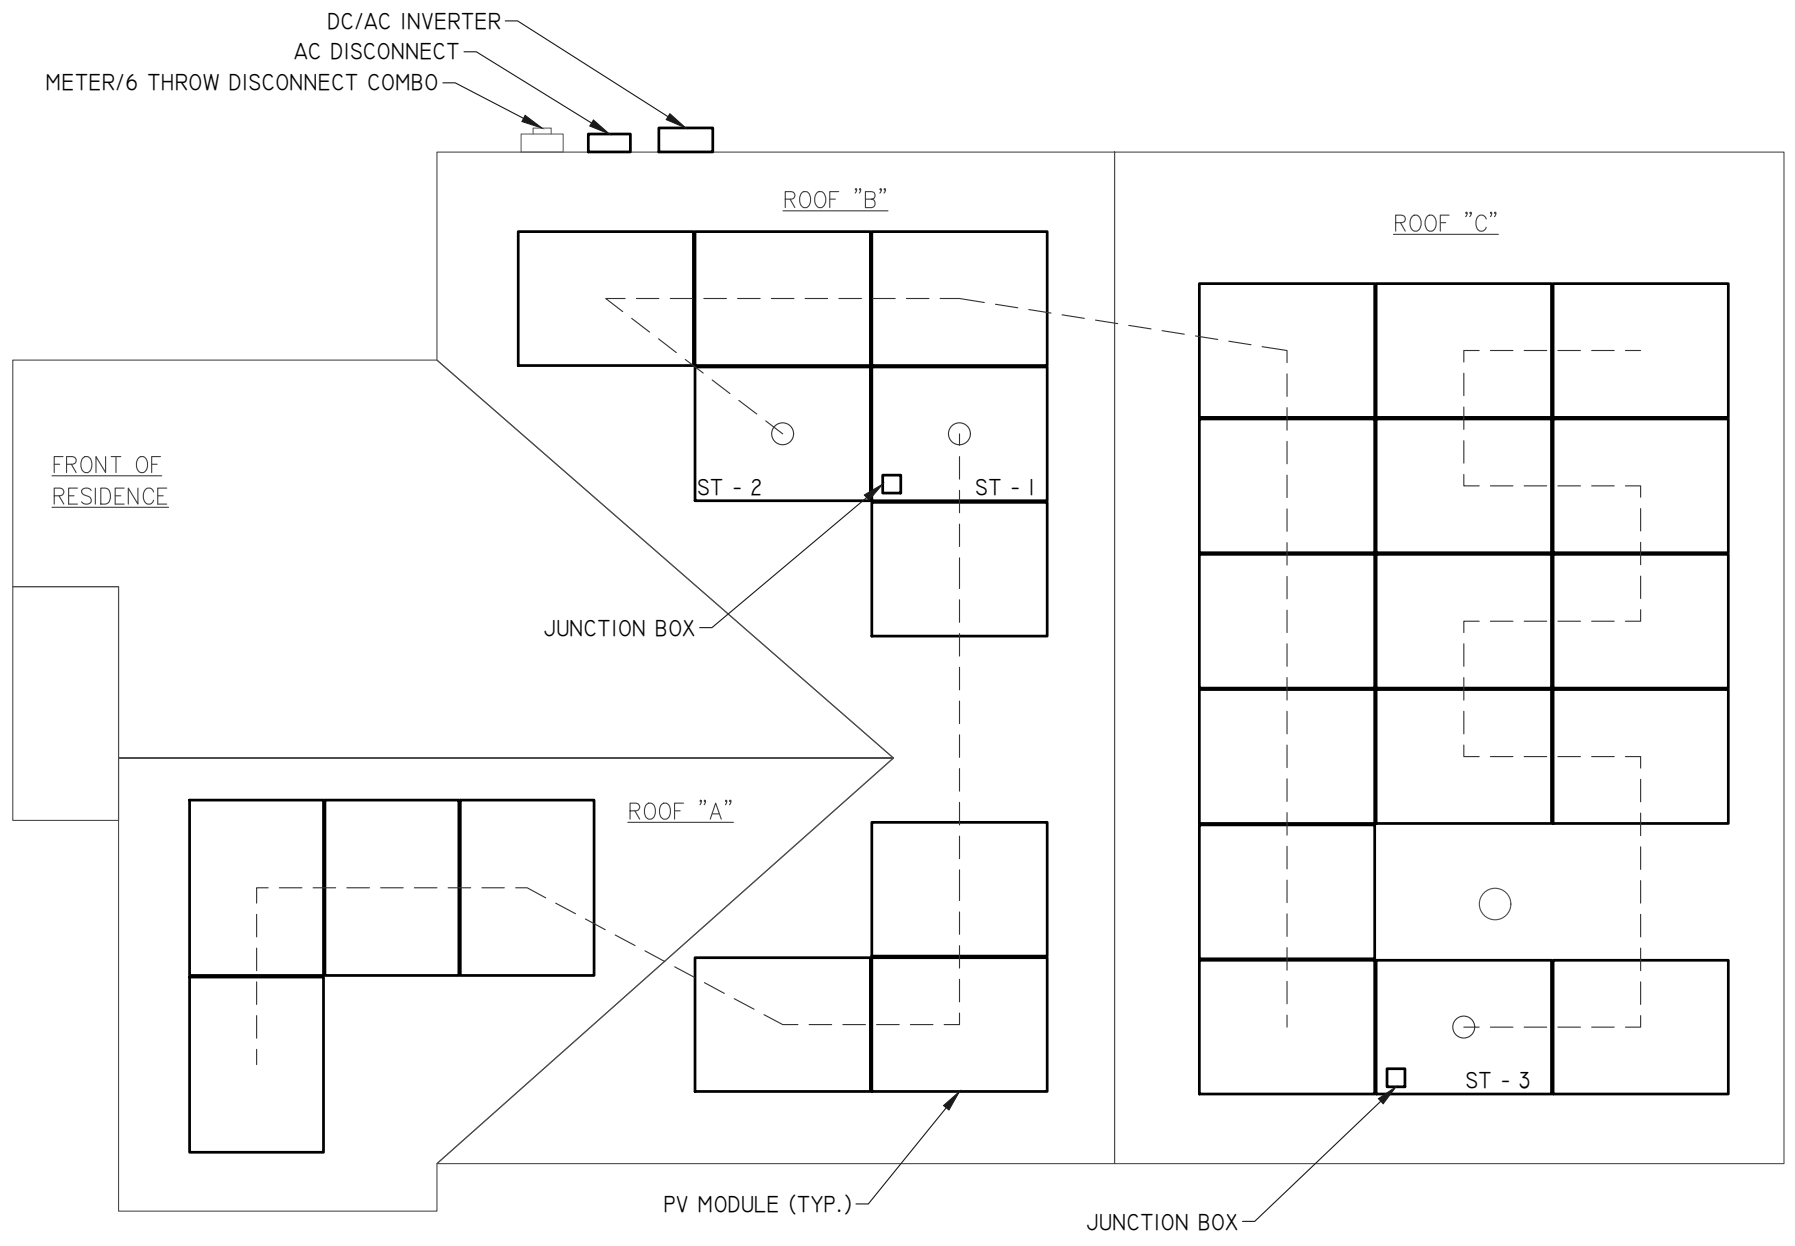 DC/AC INVERTER
AC DISCONNECT
METER/6 THROW DISCONNECT COMBO
ROOF "B"
ROOF "C"
FRONT OF
RESIDENCE
ST - 2
ST - 1
JUNCTION BOX
ROOF "A"
ST - 3
PV MODULE (TYP.)
JUNCTION BOX